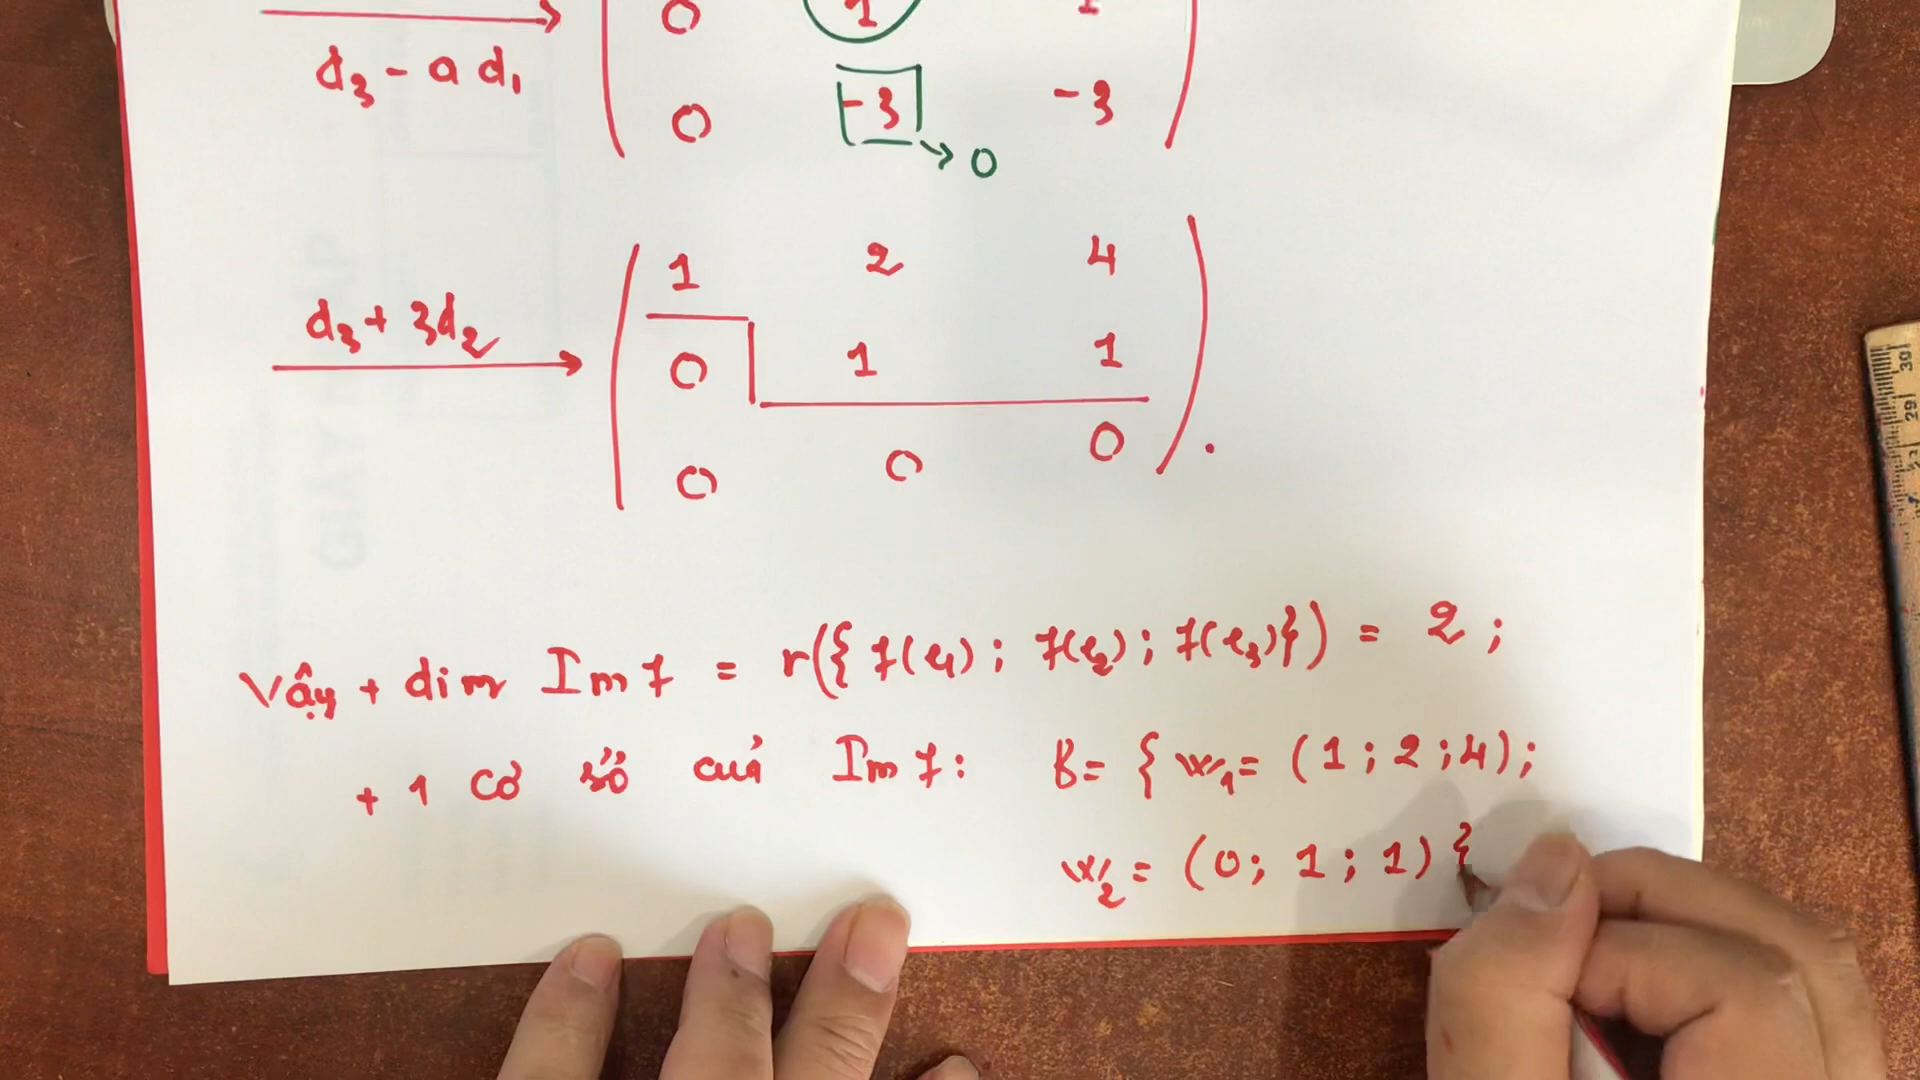 0 1 1
d₃ - a d₁
0 -3 -3
→ 0
1 2 4
d₃ + 3d₂
0 1 1
0 0 0 .
Vậy + dim Im f = r({f(e₁); f(e₂); f(e₃)}) = 2;
+ 1 cơ sở của Im f: B = { w₁ = (1; 2; 4);
w₂ = (0; 1; 1) }
30
29